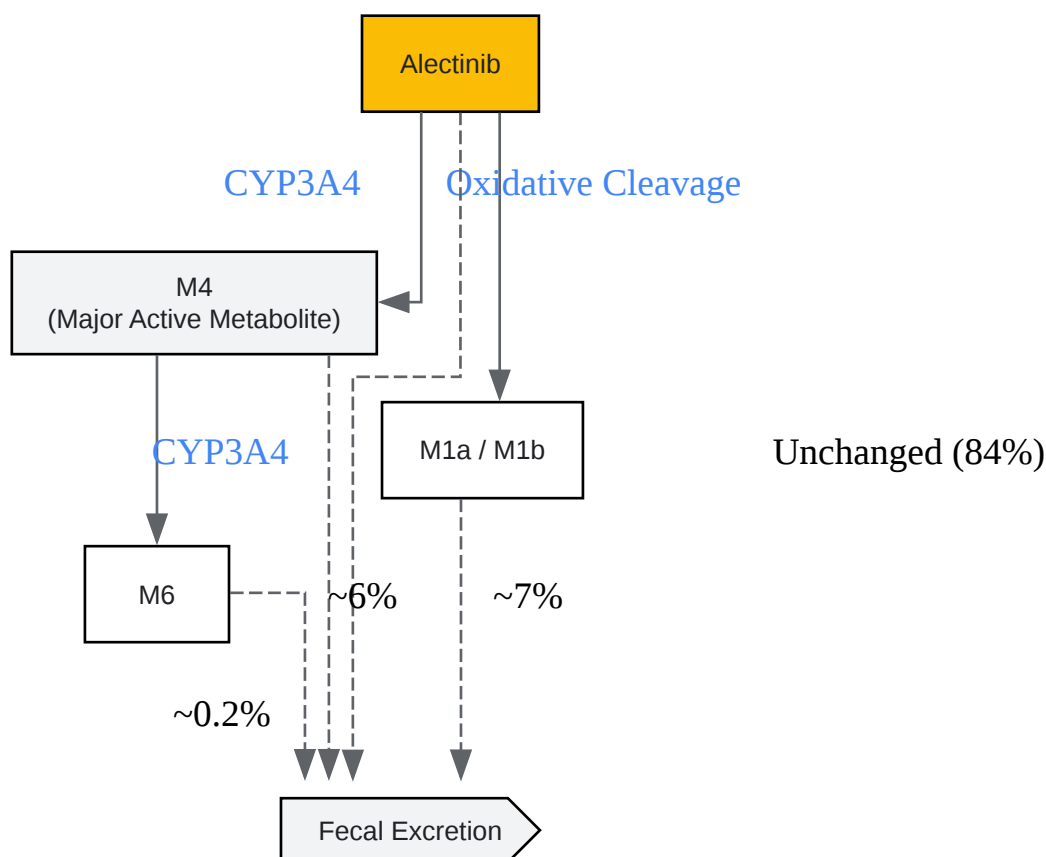 Alectinib
CYP3A4
Oxidative Cleavage
M4
(Major Active Metabolite)
M1a / M1b
CYP3A4
Unchanged (84%)
M6
~6%
~7%
~0.2%
Fecal Excretion